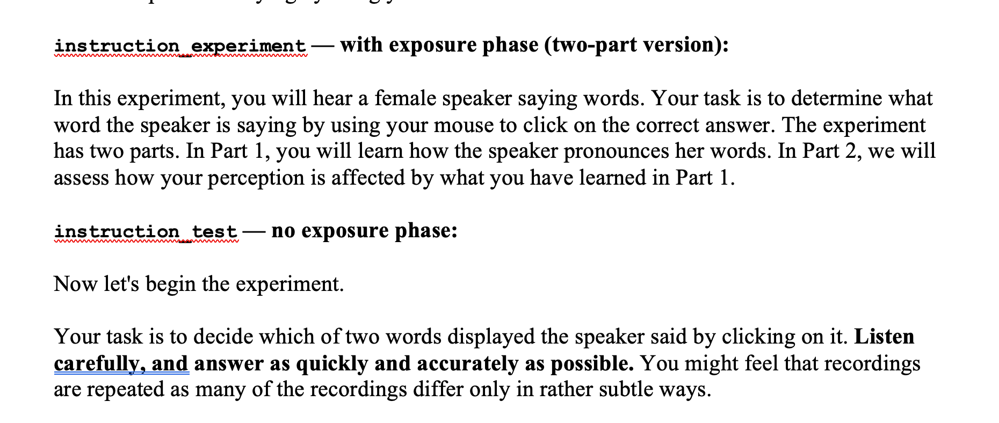 instruction_experiment — with exposure phase (two-part version):
In this experiment, you will hear a female speaker saying words. Your task is to determine what
word the speaker is saying by using your mouse to click on the correct answer. The experiment
has two parts. In Part 1, you will learn how the speaker pronounces her words. In Part 2, we will
assess how your perception is affected by what you have learned in Part 1.
instruction_test — no exposure phase:
Now let's begin the experiment.
Your task is to decide which of two words displayed the speaker said by clicking on it. Listen
carefully, and answer as quickly and accurately as possible. You might feel that recordings
are repeated as many of the recordings differ only in rather subtle ways.